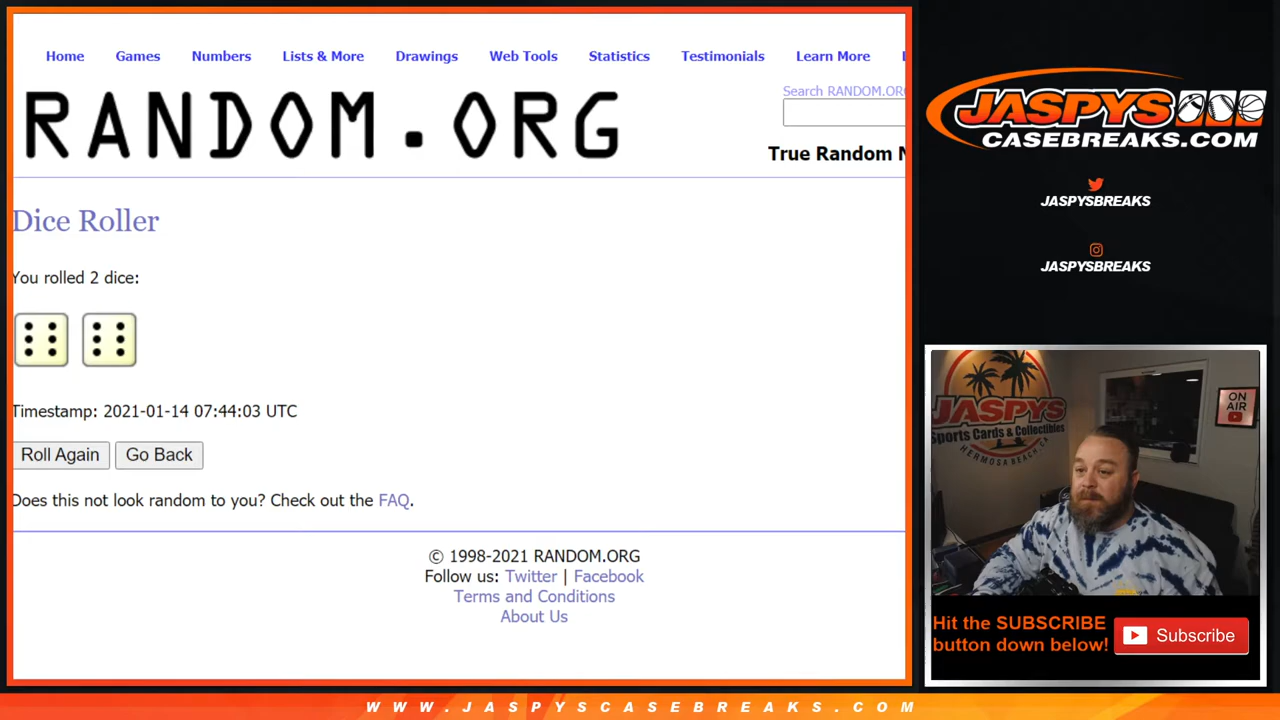 Home Games Numbers Lists & More Drawings Web Tools Statistics Testimonials Learn More
RANDOM.ORG
Search RANDOM.ORG
True Random N
Dice Roller
You rolled 2 dice:
Timestamp: 2021-01-14 07:44:03 UTC
Roll Again Go Back
Does this not look random to you? Check out the FAQ.
© 1998-2021 RANDOM.ORG
Follow us: Twitter | Facebook
Terms and Conditions
About Us
JASPYS
CASEBREAKS.COM
JASPYSBREAKS
JASPYSBREAKS
JASPYS
Sports Cards & Collectibles
HERMOSA BEACH, CA
ON
AIR
Hit the SUBSCRIBE
button down below!
Subscribe
WWW.JASPYSCASEBREAKS.COM